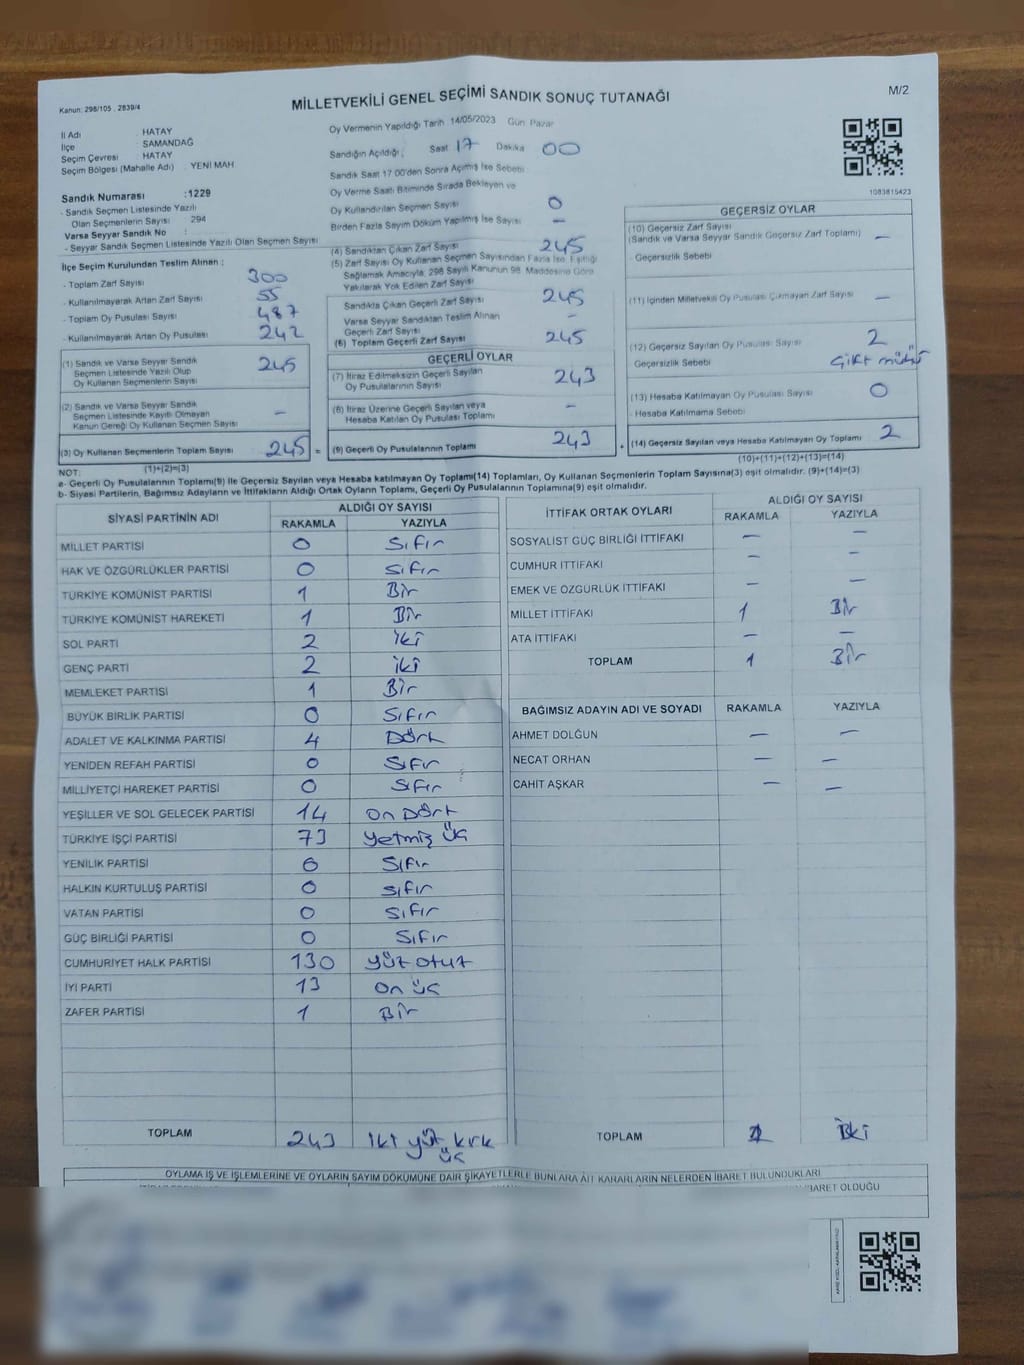 Kanun: 298/105 , 2839/4
MİLLETVEKİLİ GENEL SEÇİMİ SANDIK SONUÇ TUTANAĞI
M/2
İl Adı : HATAY
İlçe : SAMANDAĞ
Seçim Çevresi : HATAY
Seçim Bölgesi (Mahalle Adı) : YENİ MAH
Sandık Numarası :1229
- Sandık Seçmen Listesinde Yazılı
Olan Seçmenlerin Sayısı : 294
Varsa Seyyar Sandık No :
- Seyyar Sandık Seçmen Listesinde Yazılı Olan Seçmen Sayısı
İlçe Seçim Kurulundan Teslim Alınan :
- Toplam Zarf Sayısı 300
- Kullanılmayarak Artan Zarf Sayısı 55
- Toplam Oy Pusulası Sayısı 487
- Kullanılmayarak Artan Oy Pusulası 242
(1) Sandık ve Varsa Seyyar Sandık
Seçmen Listesinde Yazılı Olup
Oy Kullanan Seçmenlerin Sayısı 245
(2) Sandık ve Varsa Seyyar Sandık
Seçmen Listesinde Kayıtlı Olmayan
Kanun Gereği Oy Kullanan Seçmen Sayısı -
(3) Oy Kullanan Seçmenlerin Toplam Sayısı 245 =
(1)+(2)=(3)
Oy Vermenin Yapıldığı Tarih 14/05/2023 Gün: Pazar
Sandığın Açıldığı ; Saat 17 Dakika 00
Sandık Saat 17.00'den Sonra Açımış İse Sebebi
Oy Verme Saati Bitiminde Sırada Bekleyen ve
Oy Kullandırılan Seçmen Sayısı 0
Birden Fazla Sayım Döküm Yapılmış İse Sayısı -
(4) Sandıktan Çıkan Zarf Sayısı 245
(5) Zarf Sayısı Oy Kullanan Seçmen Sayısından Fazla İse, Eşitliği
Sağlamak Amacıyla, 298 Sayılı Kanunun 98. Maddesine Göre
Yakılarak Yok Edilen Zarf Sayısı
Sandıkta Çıkan Geçerli Zarf Sayısı 245
Varsa Seyyar Sandıktan Teslim Alınan
Geçerli Zarf Sayısı -
(6) Toplam Geçerli Zarf Sayısı 245
GEÇERLİ OYLAR
(7) İtiraz Edilmeksizin Geçerli Sayılan
Oy Pusulalarının Sayısı 243
(8) İtiraz Üzerine Geçerli Sayılan veya
Hesaba Katılan Oy Pusulası Toplamı -
(9) Geçerli Oy Pusulalarının Toplamı 243 +
1083815423
GEÇERSİZ OYLAR
(10) Geçersiz Zarf Sayısı
(Sandık ve Varsa Seyyar Sandık Geçersiz Zarf Toplamı) -
- Geçersizlik Sebebi
(11) İçinden Milletvekili Oy Pusulası Çıkmayan Zarf Sayısı -
(12) Geçersiz Sayılan Oy Pusulası Sayısı 2
Geçersizlik Sebebi Çift mühür
(13) Hesaba Katılmayan Oy Pusulası Sayısı 0
- Hesaba Katılmama Sebebi
(14) Geçersiz Sayılan veya Hesaba Katılmayan Oy Toplamı 2
(10)+(11)+(12)+(13)=(14)
NOT:
a- Geçerli Oy Pusulalarının Toplamı(9) ile Geçersiz Sayılan veya Hesaba katılmayan Oy Toplamı(14) Toplamları, Oy Kullanan Seçmenlerin Toplam Sayısına(3) eşit olmalıdır. (9)+(14)=(3)
b- Siyasi Partilerin, Bağımsız Adayların ve İttifakların Aldığı Ortak Oyların Toplamı, Geçerli Oy Pusulalarının Toplamına(9) eşit olmalıdır.
SİYASİ PARTİNİN ADI ALDIĞI OY SAYISI
RAKAMLA YAZIYLA
MİLLET PARTİSİ 0 Sıfır
HAK VE ÖZGÜRLÜKLER PARTİSİ 0 Sıfır
TÜRKİYE KOMÜNİST PARTİSİ 1 Bir
TÜRKİYE KOMÜNİST HAREKETİ 1 Bir
SOL PARTİ 2 iki
GENÇ PARTİ 2 iki
MEMLEKET PARTİSİ 1 Bir
BÜYÜK BİRLİK PARTİSİ 0 Sıfır
ADALET VE KALKINMA PARTİSİ 4 Dört
YENİDEN REFAH PARTİSİ 0 Sıfır
MİLLİYETÇİ HAREKET PARTİSİ 0 Sıfır
YEŞİLLER VE SOL GELECEK PARTİSİ 14 On Dört
TÜRKİYE İŞÇİ PARTİSİ 73 Yetmiş üç
YENİLİK PARTİSİ 0 Sıfır
HALKIN KURTULUŞ PARTİSİ 0 Sıfır
VATAN PARTİSİ 0 Sıfır
GÜÇ BİRLİĞİ PARTİSİ 0 Sıfır
CUMHURİYET HALK PARTİSİ 130 Yüz otuz
İYİ PARTİ 13 On üç
ZAFER PARTİSİ 1 Bir
TOPLAM 243 iki yüz kırk
üç
İTTİFAK ORTAK OYLARI ALDIĞI OY SAYISI
RAKAMLA YAZIYLA
SOSYALİST GÜÇ BİRLİĞİ İTTİFAKI - -
CUMHUR İTTİFAKI - -
EMEK VE ÖZGÜRLÜK İTTİFAKI - -
MİLLET İTTİFAKI 1 Bir
ATA İTTİFAKI - -
TOPLAM 1 Bir
BAĞIMSIZ ADAYIN ADI VE SOYADI RAKAMLA YAZIYLA
AHMET DOLĞUN - -
NECAT ORHAN - -
CAHİT AŞKAR - -
TOPLAM
OYLAMA İŞ VE İŞLEMLERİNE VE OYLARIN SAYIM DÖKÜMÜNE DAİR ŞİKAYETLERLE BUNLARA AİT KARARLARIN NELERDEN İBARET BULUNDUKLARI
İBARET OLDUĞU